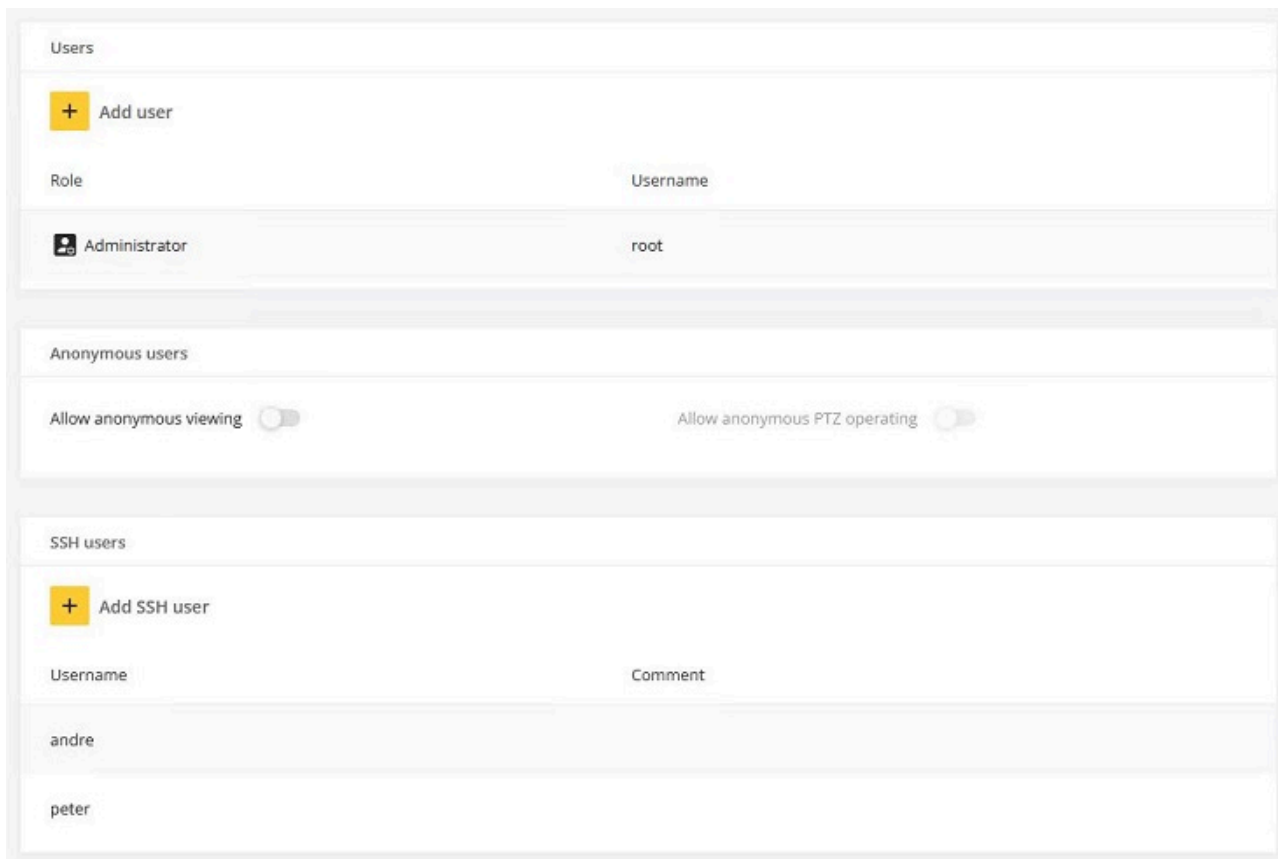 Users
+ Add user
Role Username
Administrator root
Anonymous users
Allow anonymous viewing Allow anonymous PTZ operating
SSH users
+ Add SSH user
Username Comment
andre
peter